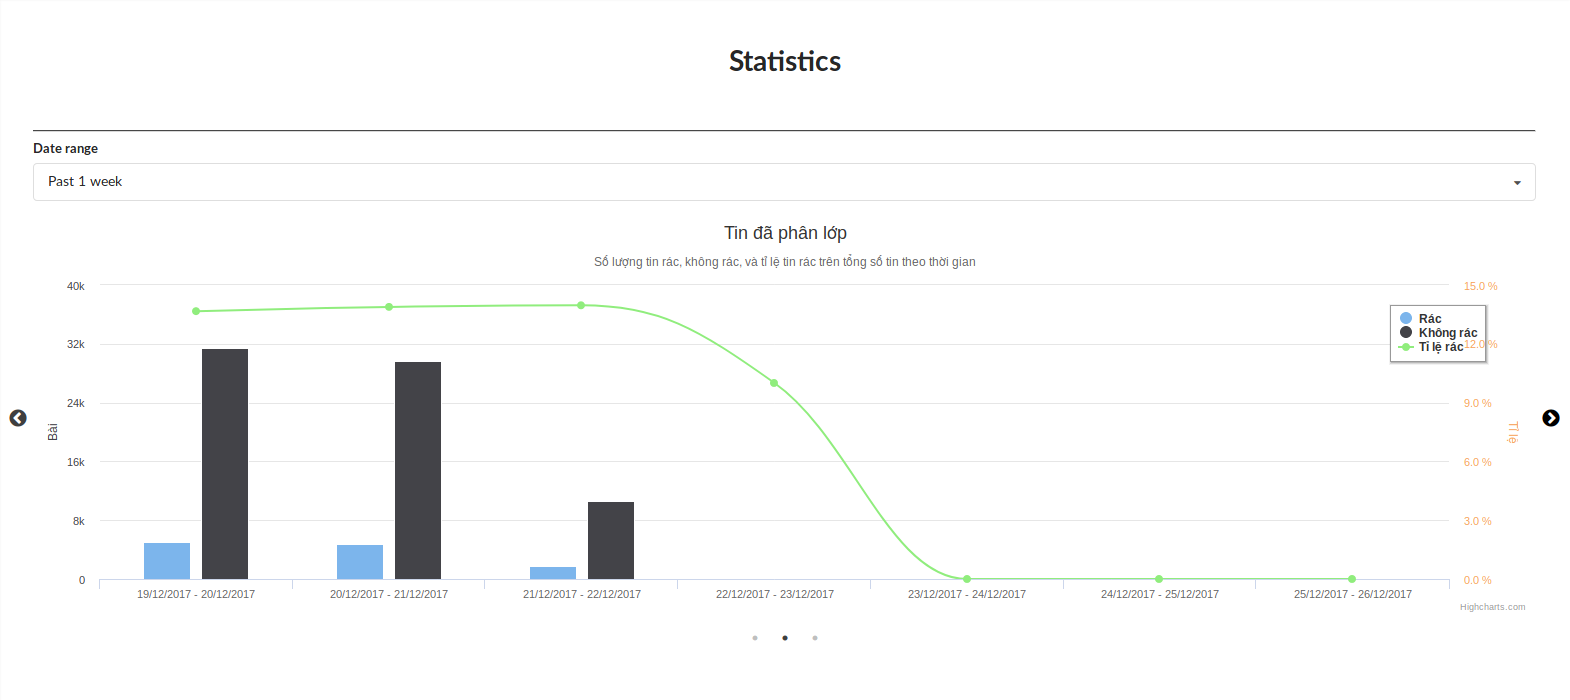 Statistics
Date range
Past 1 week
Tin đã phân lớp
Số lượng tin rác, không rác, và tỉ lệ tin rác trên tổng số tin theo thời gian
40k
32k
24k
16k
8k
0
Bài
15.0 %
12.0 %
9.0 %
6.0 %
3.0 %
0.0 %
Tỉ lệ
Rác
Không rác
Tỉ lệ rác
19/12/2017 - 20/12/2017
20/12/2017 - 21/12/2017
21/12/2017 - 22/12/2017
22/12/2017 - 23/12/2017
23/12/2017 - 24/12/2017
24/12/2017 - 25/12/2017
25/12/2017 - 26/12/2017
Highcharts.com